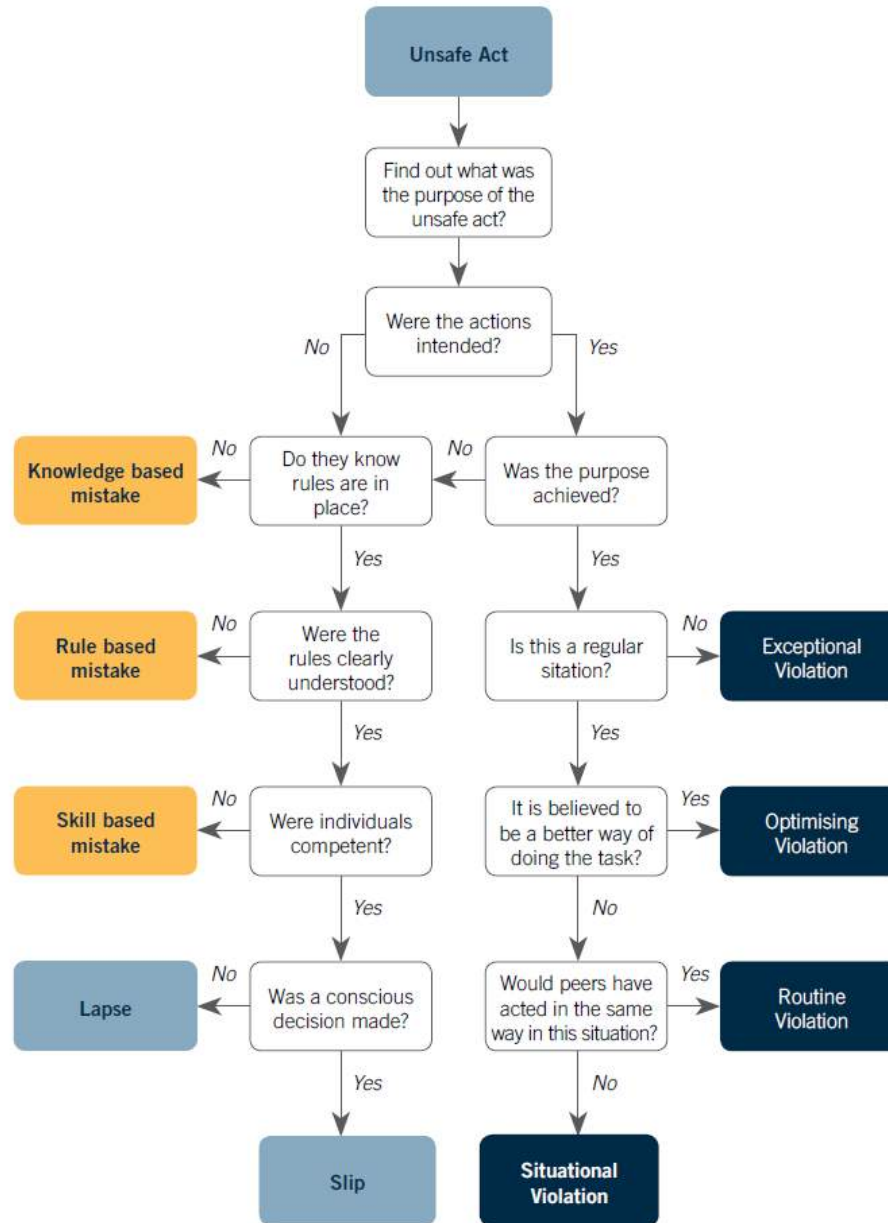 Unsafe Act
Find out what was
the purpose of the
unsafe act?
Were the actions
intended?
No
Yes
Knowledge based
mistake
No
Do they know
rules are in
place?
No
Was the purpose
achieved?
Yes
Yes
Rule based
mistake
No
Were the
rules clearly
understood?
Is this a regular
sitation?
No
Exceptional
Violation
Yes
Yes
Skill based
mistake
No
Were individuals
competent?
It is believed to
be a better way of
doing the task?
Yes
Optimising
Violation
Yes
No
Lapse
No
Was a conscious
decision made?
Would peers have
acted in the same
way in this situation?
Yes
Routine
Violation
Yes
No
Slip
Situational
Violation